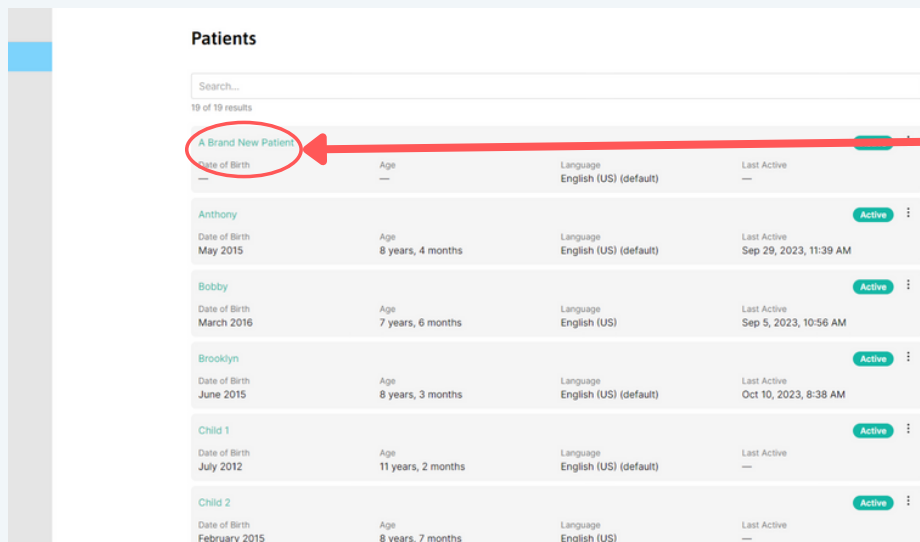 Patients
Search...
19 of 19 results
A Brand New Patient
Date of Birth Age Language Last Active
— — English (US) (default) —
Anthony Active
Date of Birth Age Language Last Active
May 2015 8 years, 4 months English (US) (default) Sep 29, 2023, 11:39 AM
Bobby Active
Date of Birth Age Language Last Active
March 2016 7 years, 6 months English (US) Sep 5, 2023, 10:56 AM
Brooklyn Active
Date of Birth Age Language Last Active
June 2015 8 years, 3 months English (US) (default) Oct 10, 2023, 8:38 AM
Child 1 Active
Date of Birth Age Language Last Active
July 2012 11 years, 2 months English (US) (default) —
Child 2 Active
Date of Birth Age Language Last Active
February 2015 8 years, 7 months English (US) —